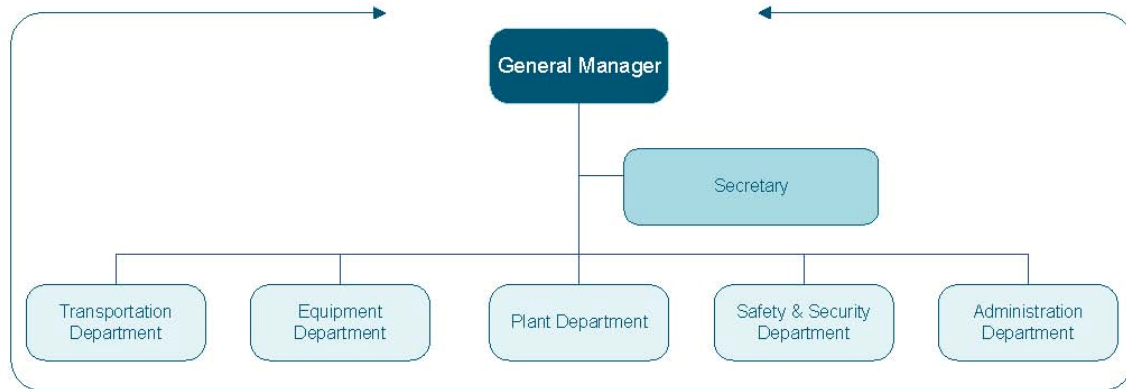 General Manager
Secretary
Transportation
Department
Equipment
Department
Plant Department
Safety & Security
Department
Administration
Department